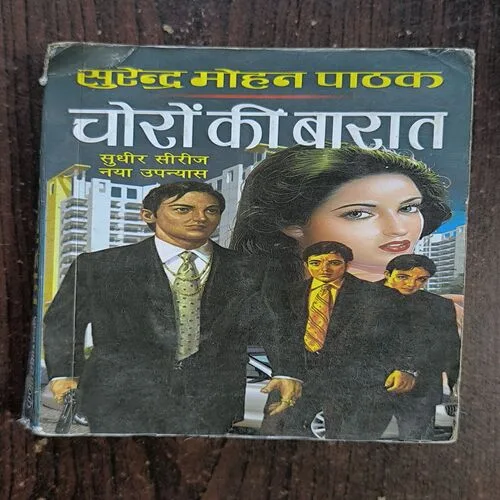 सुरेन्द्र मोहन पाठक
चोरों की बारात
सुधीर सीरीज
नया उपन्यास